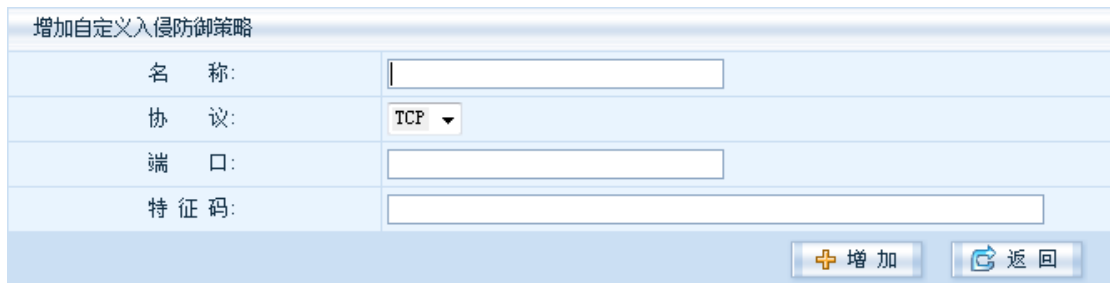 增加自定义入侵防御策略
名 称:
协 议: TCP
端 口:
特 征 码:
增 加 返 回